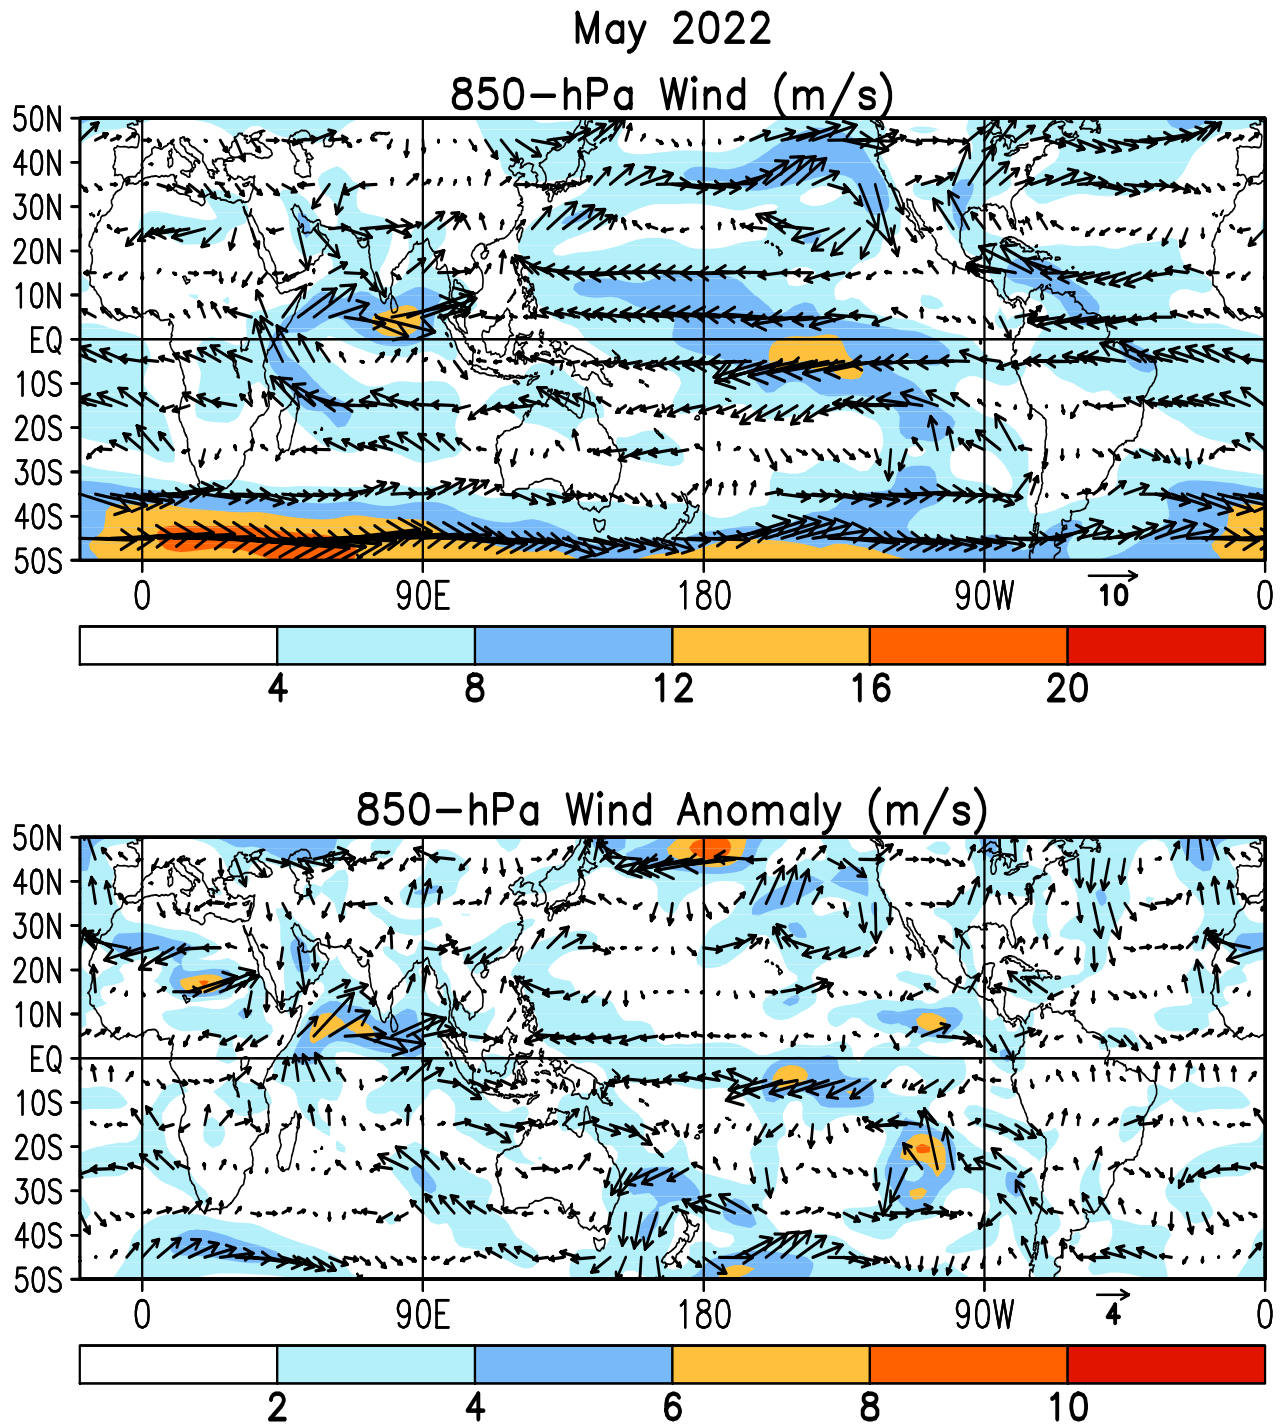 May 2022
850-hPa Wind (m/s)
50N
40N
30N
20N
10N
EQ
10S
20S
30S
40S
50S
0 90E 180 90W 0
10
4 8 12 16 20
850-hPa Wind Anomaly (m/s)
50N
40N
30N
20N
10N
EQ
10S
20S
30S
40S
50S
0 90E 180 90W 0
4
2 4 6 8 10